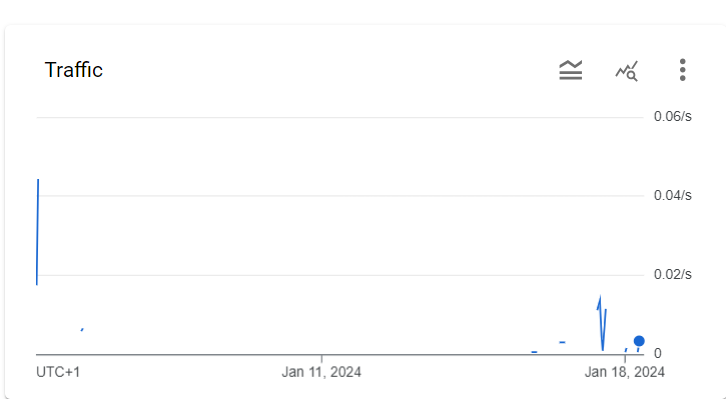 Traffic
0.06/s
0.04/s
0.02/s
0
UTC+1 Jan 11, 2024 Jan 18, 2024